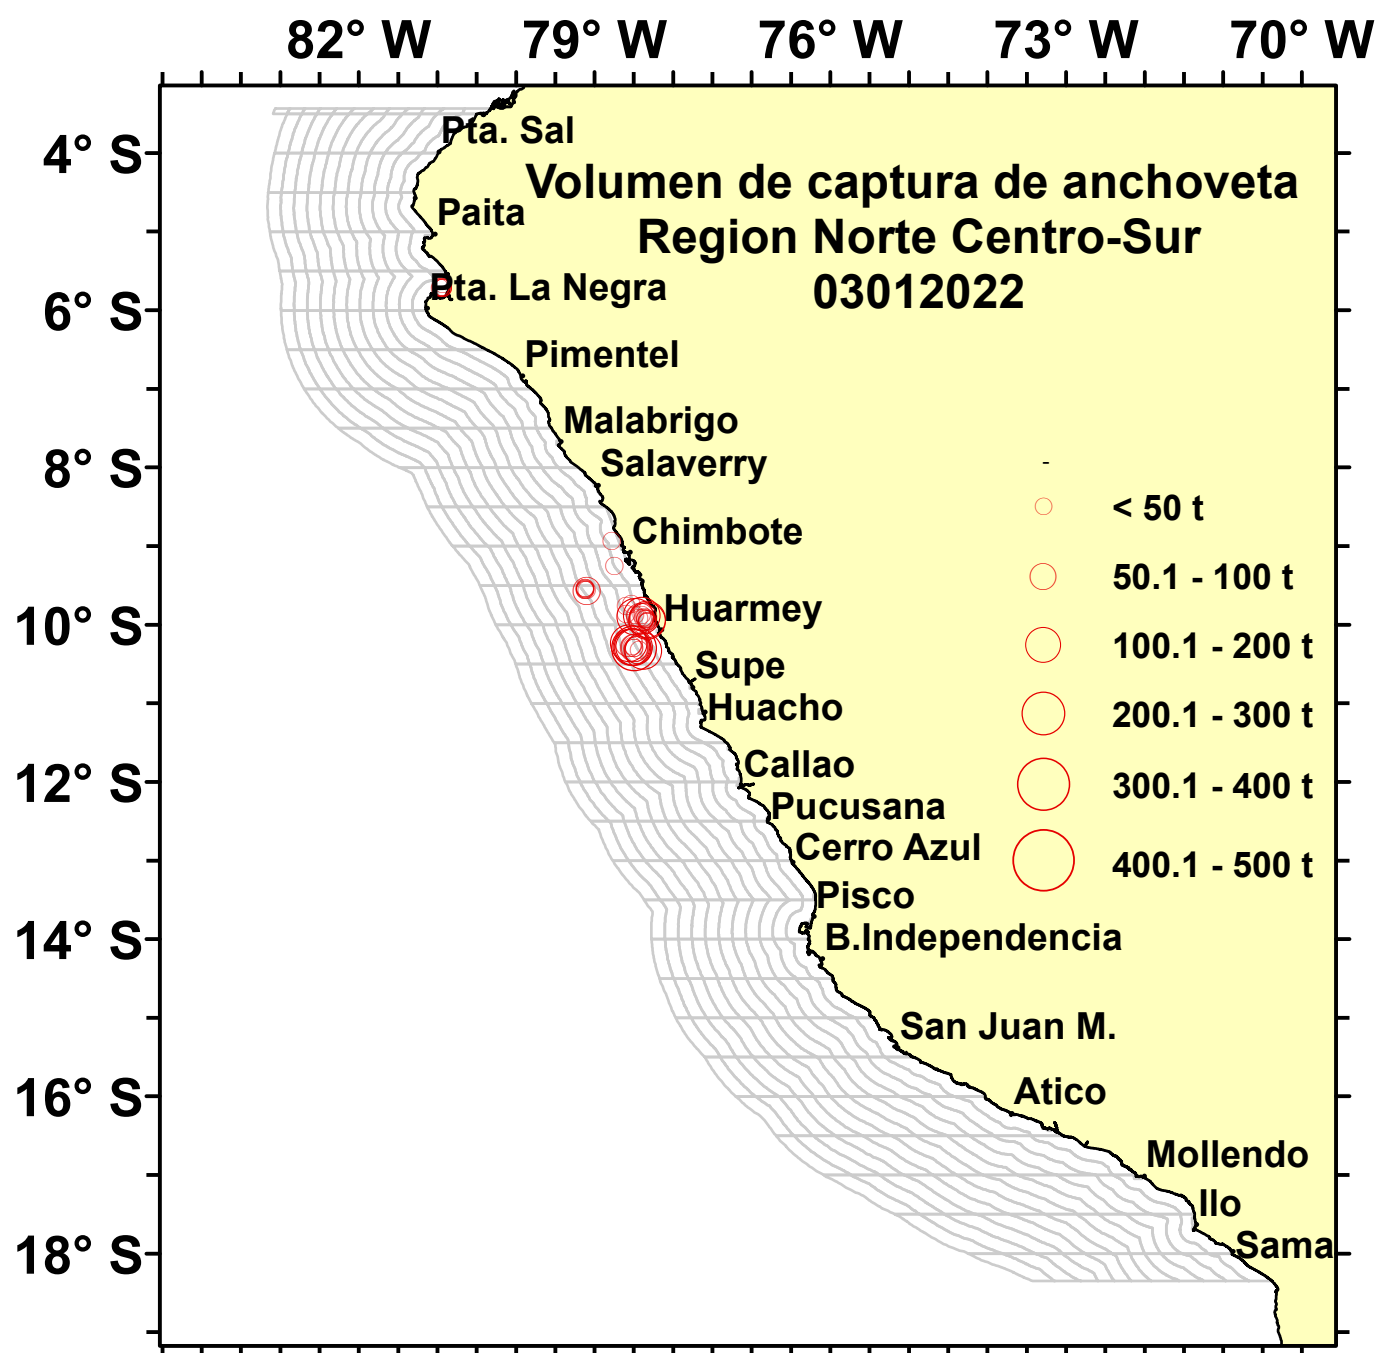 82° W 79° W 76° W 73° W 70° W
4° S
6° S
8° S
10° S
12° S
14° S
16° S
18° S
Volumen de captura de anchoveta
Region Norte Centro-Sur
03012022
Pta. Sal
Paita
Pta. La Negra
Pimentel
Malabrigo
Salaverry
Chimbote
Huarmey
Supe
Huacho
Callao
Pucusana
Cerro Azul
Pisco
B.Independencia
San Juan M.
Atico
Mollendo
Ilo
Sama
-
< 50 t
50.1 - 100 t
100.1 - 200 t
200.1 - 300 t
300.1 - 400 t
400.1 - 500 t